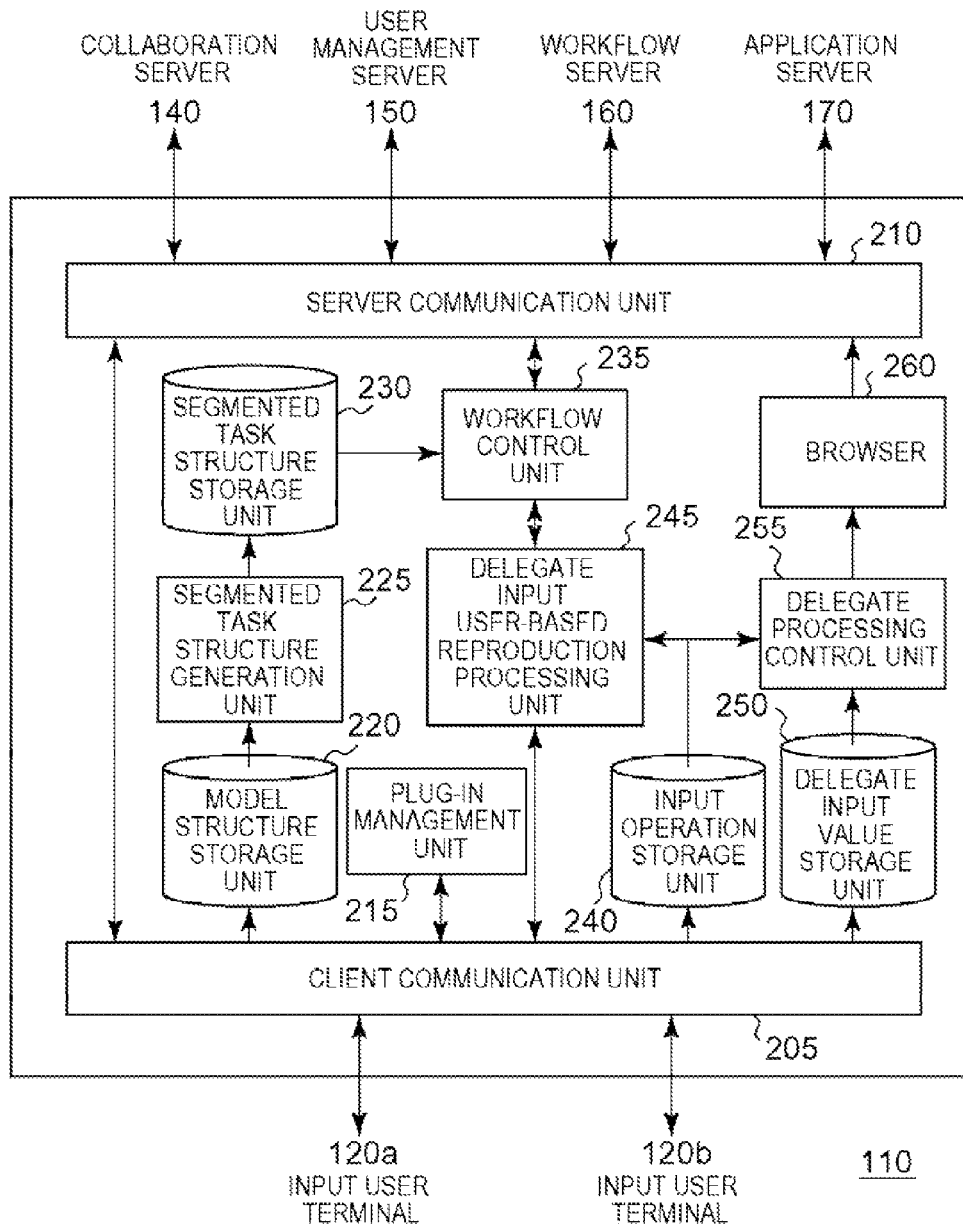 COLLABORATION
SERVER
140
USER
MANAGEMENT
SERVER
150
WORKFLOW
SERVER
160
APPLICATION
SERVER
170
210
SERVER COMMUNICATION UNIT
230
SEGMENTED
TASK
STRUCTURE
STORAGE
UNIT
235
WORKFLOW
CONTROL
UNIT
260
BROWSER
225
SEGMENTED
TASK
STRUCTURE
GENERATION UNIT
245
DELEGATE
INPUT
USER-BASED
REPRODUCTION
PROCESSING
UNIT
255
DELEGATE
PROCESSING
CONTROL UNIT
220
MODEL
STRUCTURE
STORAGE
UNIT
PLUG-IN
MANAGEMENT
UNIT
215
INPUT
OPERATION
STORAGE
UNIT
240
250
DELEGATE
INPUT
VALUE
STORAGE
UNIT
CLIENT COMMUNICATION UNIT
205
120a
INPUT USER
TERMINAL
120b
INPUT USER
TERMINAL
110